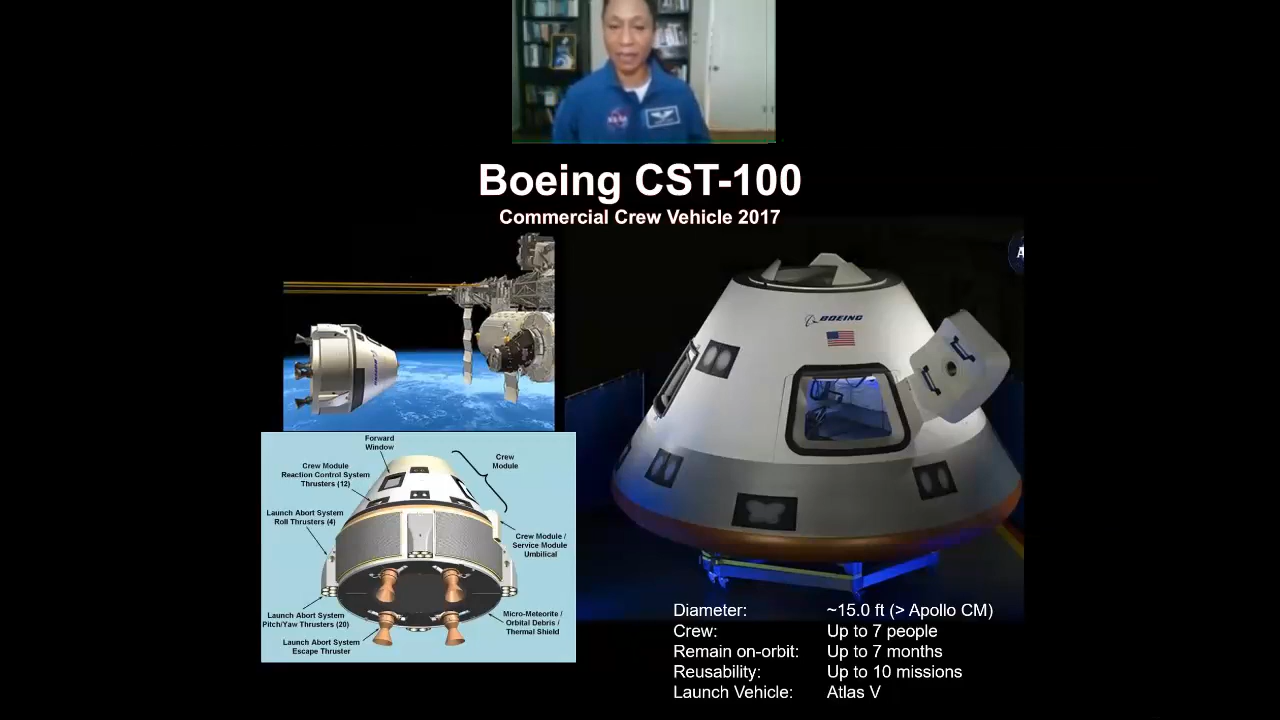 NASA
Boeing CST-100
Commercial Crew Vehicle 2017
A
BOEING
BOEING
Forward
Window
Crew
Module
Crew Module
Reaction Control System
Thrusters (12)
Launch Abort System
Roll Thrusters (4)
Crew Module /
Service Module
Umbilical
Launch Abort System
Pitch/Yaw Thrusters (20)
Micro-Meteorite /
Orbital Debris /
Thermal Shield
Launch Abort System
Escape Thruster
Diameter: ~15.0 ft (> Apollo CM)
Crew: Up to 7 people
Remain on-orbit: Up to 7 months
Reusability: Up to 10 missions
Launch Vehicle: Atlas V